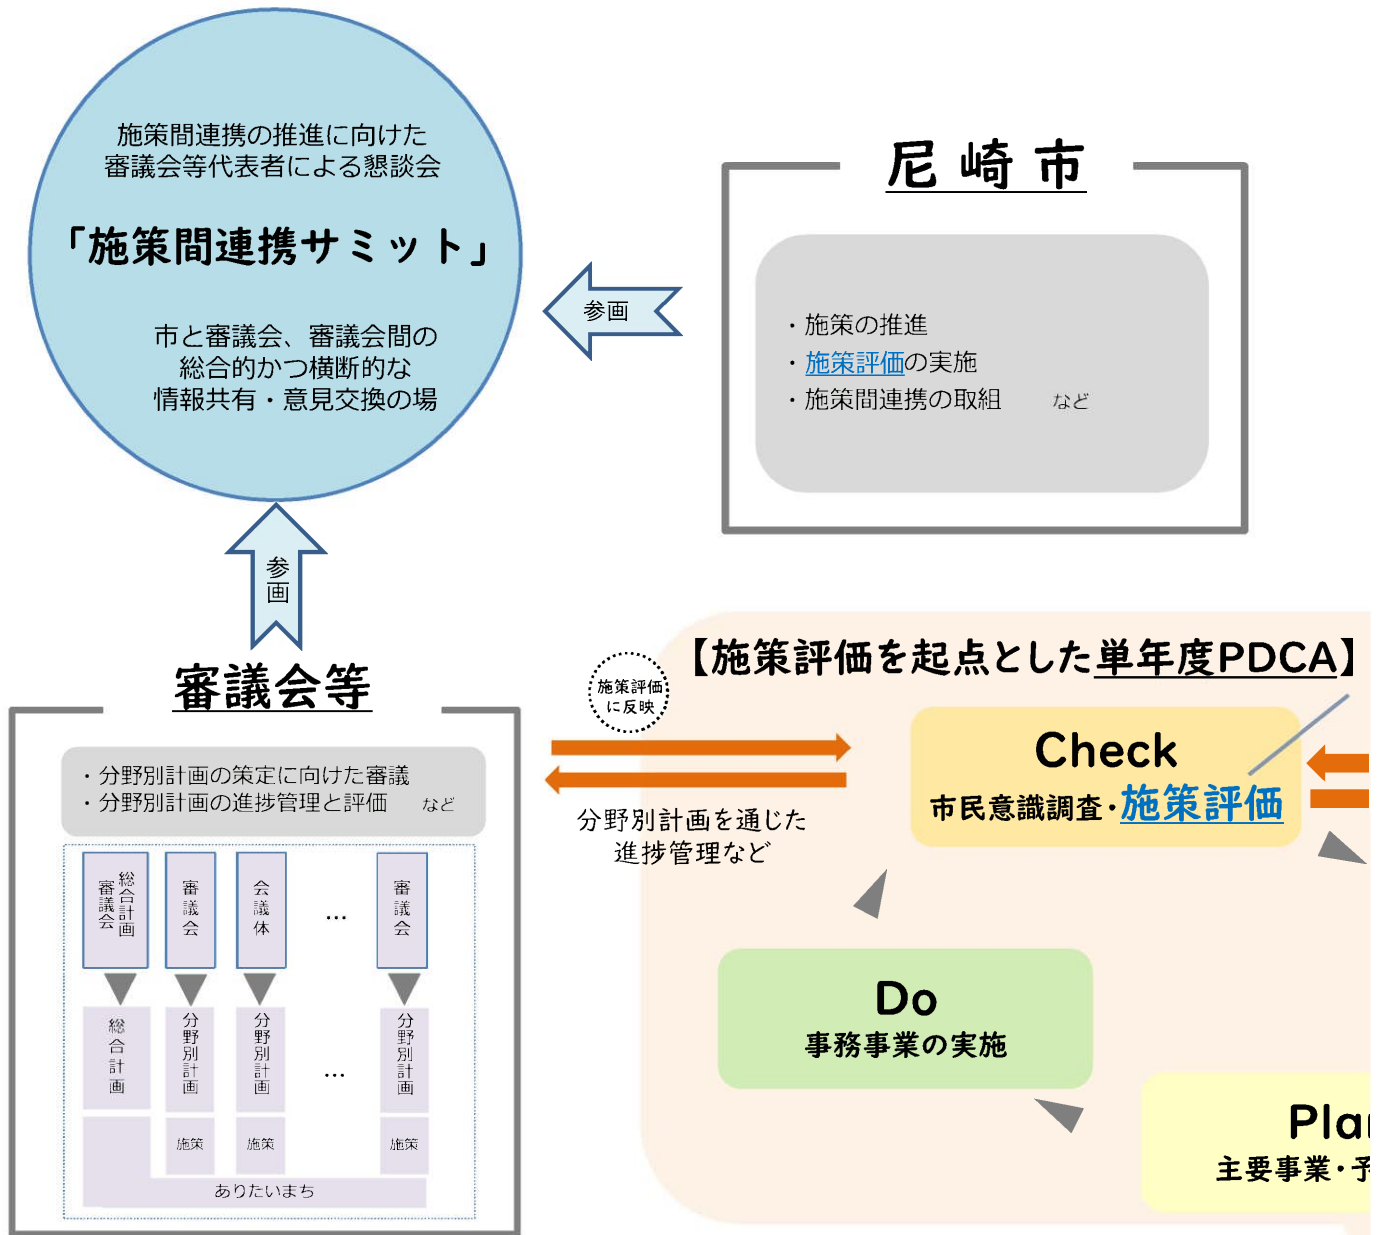 施策間連携の推進に向けた
審議会等代表者による懇談会
「施策間連携サミット」
市と審議会、審議会間の
総合的かつ横断的な
情報共有・意見交換の場
尼崎市
・施策の推進
・施策評価の実施
・施策間連携の取組 など
参画
参画
審議会等
・分野別計画の策定に向けた審議
・分野別計画の進捗管理と評価 など
総合計画
審議会
審議会
会議体
…
審議会
総合計画
分野別計画
分野別計画
…
分野別計画
施策
施策
施策
ありたいまち
施策評価
に反映
分野別計画を通じた
進捗管理など
【施策評価を起点とした単年度PDCA】
Check
市民意識調査・施策評価
Do
事務事業の実施
Pla
主要事業・予